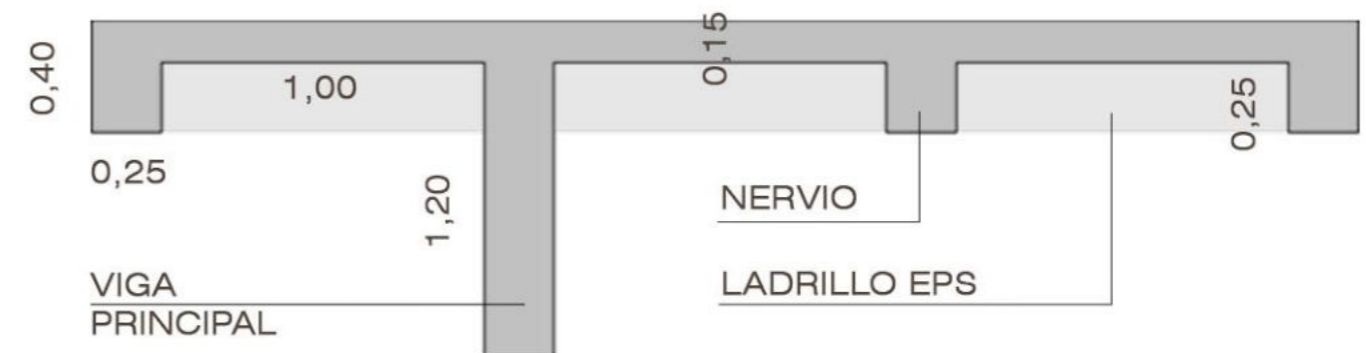 0,15
0,40
1,00
0,25
0,25
1,20
NERVIO
VIGA
PRINCIPAL
LADRILLO EPS